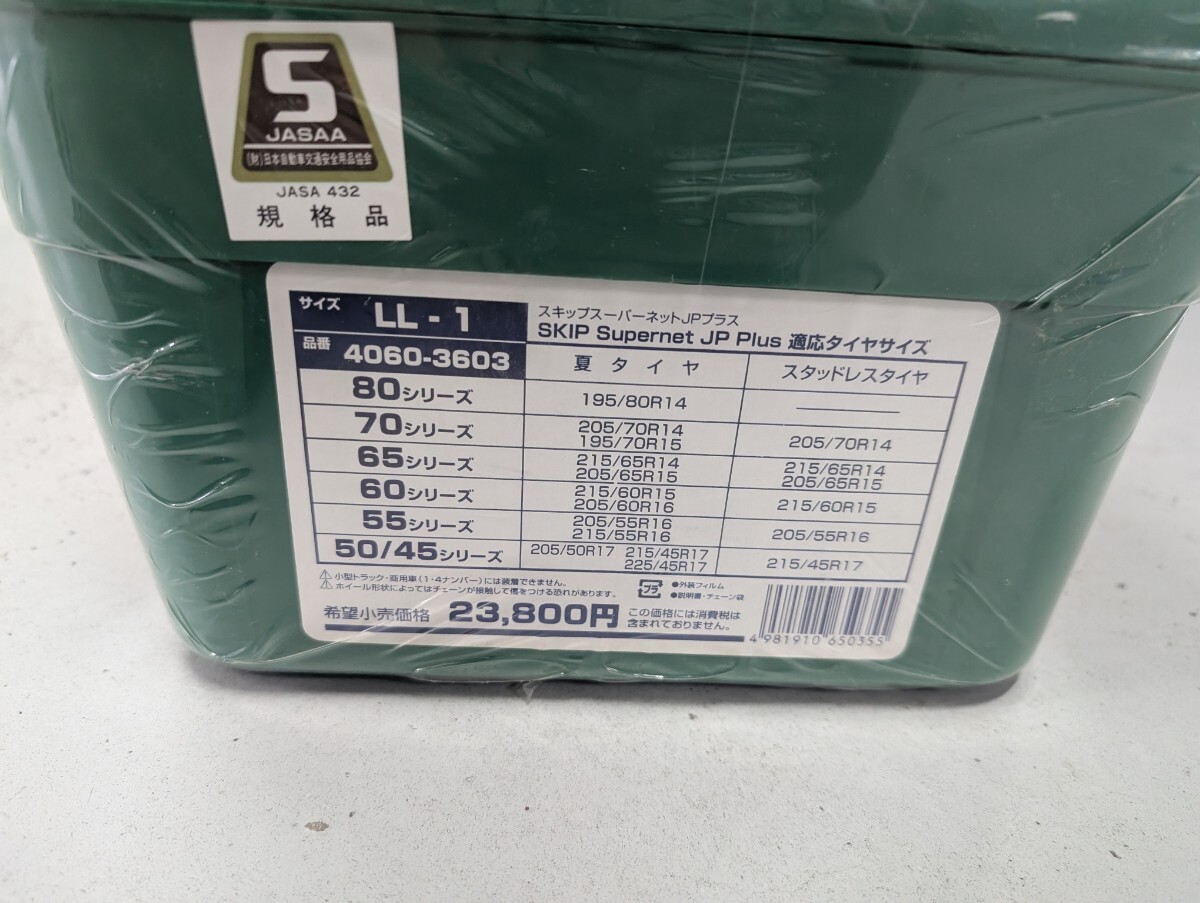 S
JASAA
(財)日本自動車交通安全用品協会
JASA 432
規格品
サイズ LL-1
品番 4060-3603
スキップスーパーネットJPプラス
SKIP Supernet JP Plus 適応タイヤサイズ
夏タイヤ スタッドレスタイヤ
80シリーズ 195/80R14 ———
70シリーズ 205/70R14 205/70R14
195/70R15
65シリーズ 215/65R14 215/65R14
205/65R15 205/65R15
60シリーズ 215/60R15 215/60R15
205/60R16
55シリーズ 205/55R16 205/55R16
215/55R16
50/45シリーズ 205/50R17 215/45R17 215/45R17
225/45R17
⚠小型トラック・商用車(1・4ナンバー)には装着できません。
⚠ホイール形状によってはチェーンが接触して傷をつける恐れがあります。
プラ
●外装フィルム
●説明書・チェーン袋
希望小売価格 23,800円 この価格には消費税は
含まれておりません。
4 981910 650355